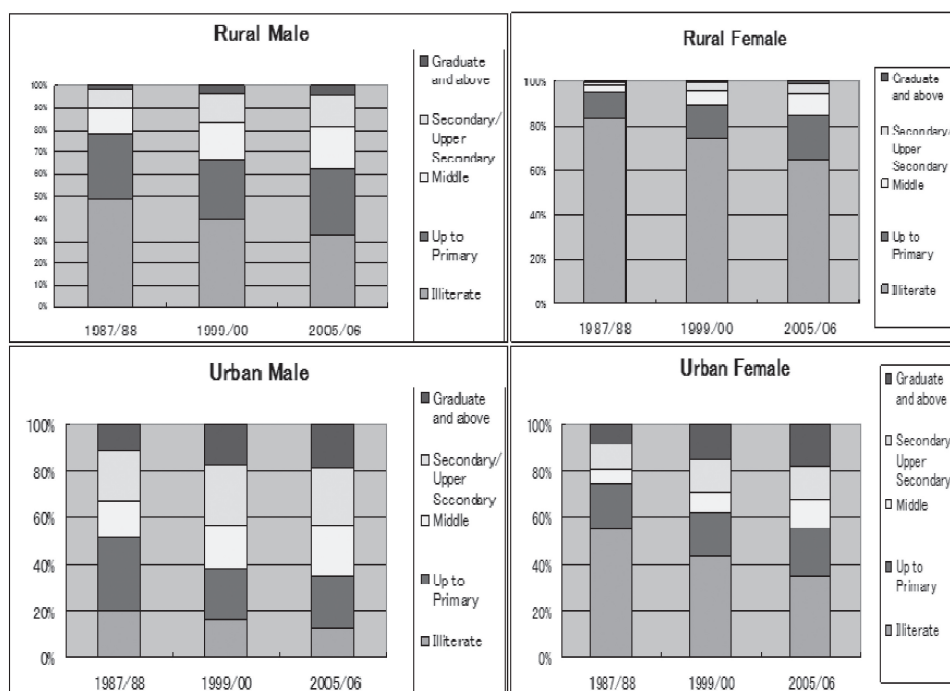 Rural Male
Graduate
and above
Secondary/
Upper
Secondary
Middle
Up to
Primary
Illiterate
100%
90%
80%
70%
60%
50%
40%
30%
20%
10%
0%
1987/88
1999/00
2005/06
Rural Female
Graduate
and above
Secondary/
Upper
Secondary
Middle
Up to
Primary
Illiterate
100%
80%
60%
40%
20%
0%
1987/88
1999/00
2005/06
Urban Male
Graduate
and above
Secondary/
Upper
Sccondary
Middle
Up to
Primary
Illiterate
100%
80%
60%
40%
20%
0%
1987/88
1999/00
2005/06
Urban Female
Graduate
and above
Secondary
Upper
Secondary
Middle
Up to
Primary
Illiterate
100%
80%
60%
40%
20%
0%
1987/88
1999/00
2005/06